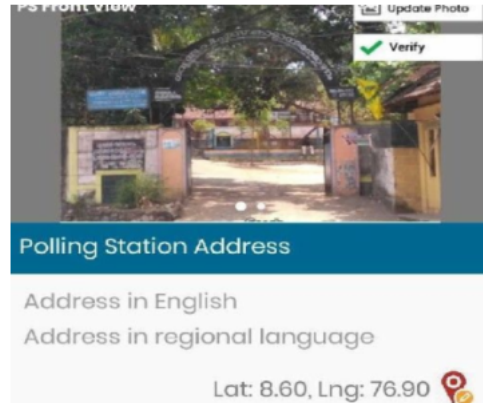 PS Front View
Update Photo
Verify
Polling Station Address
Address in English
Address in regional language
Lat: 8.60, Lng: 76.90